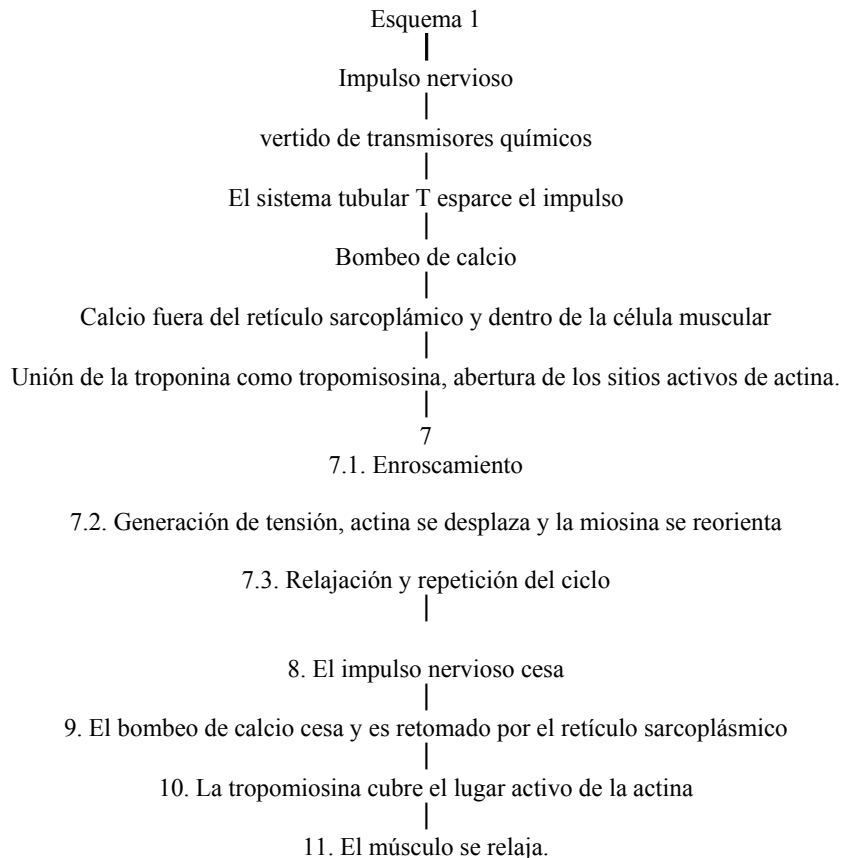 Esquema 1
Impulso nervioso
vertido de transmisores químicos
El sistema tubular T esparce el impulso
Bombeo de calcio
Calcio fuera del retículo sarcoplámico y dentro de la célula muscular
Unión de la troponina como tropomisosina, abertura de los sitios activos de actina.
7
7.1. Enroscamiento
7.2. Generación de tensión, actina se desplaza y la miosina se reorienta
7.3. Relajación y repetición del ciclo
8. El impulso nervioso cesa
9. El bombeo de calcio cesa y es retomado por el retículo sarcoplásmico
10. La tropomiosina cubre el lugar activo de la actina
11. El músculo se relaja.